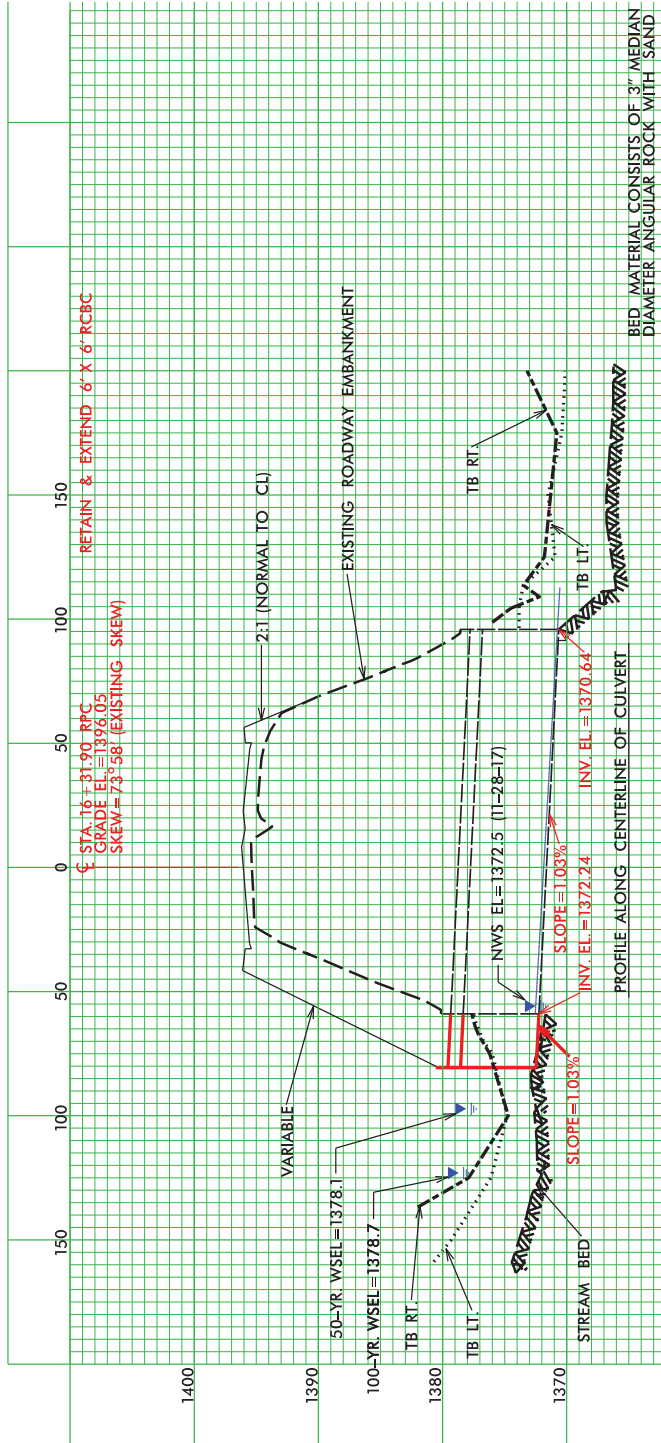 150
100
50
0
50
100
150
℄ STA. 16+31.90 RPC
GRADE EL.=1396.05
SKEW=73°58' (EXISTING SKEW)
RETAIN & EXTEND 6' X 6' RCBC
1400
1390
1380
1370
VARIABLE
2:1 (NORMAL TO CL)
EXISTING ROADWAY EMBANKMENT
50-YR. WSEL=1378.1
100-YR. WSEL=1378.7
TB RT.
TB LT.
NWS EL=1372.5 (11-28-17)
TB RT.
TB LT.
SLOPE=1.03%
SLOPE=1.03%
INV. EL.=1372.24
INV. EL.=1370.64
STREAM BED
PROFILE ALONG CENTERLINE OF CULVERT
BED MATERIAL CONSISTS OF 3" MEDIAN
DIAMETER ANGULAR ROCK WITH SAND